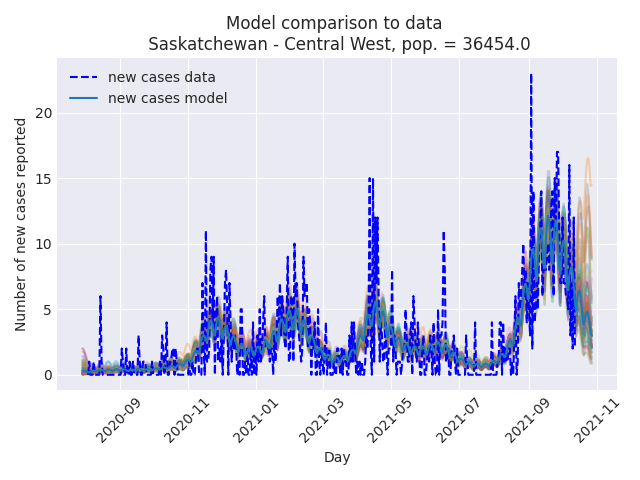 Model comparison to data
Saskatchewan - Central West, pop. = 36454.0
new cases data
new cases model
Number of new cases reported
20
15
10
5
0
2020-09
2020-11
2021-01
2021-03
2021-05
2021-07
2021-09
2021-11
Day